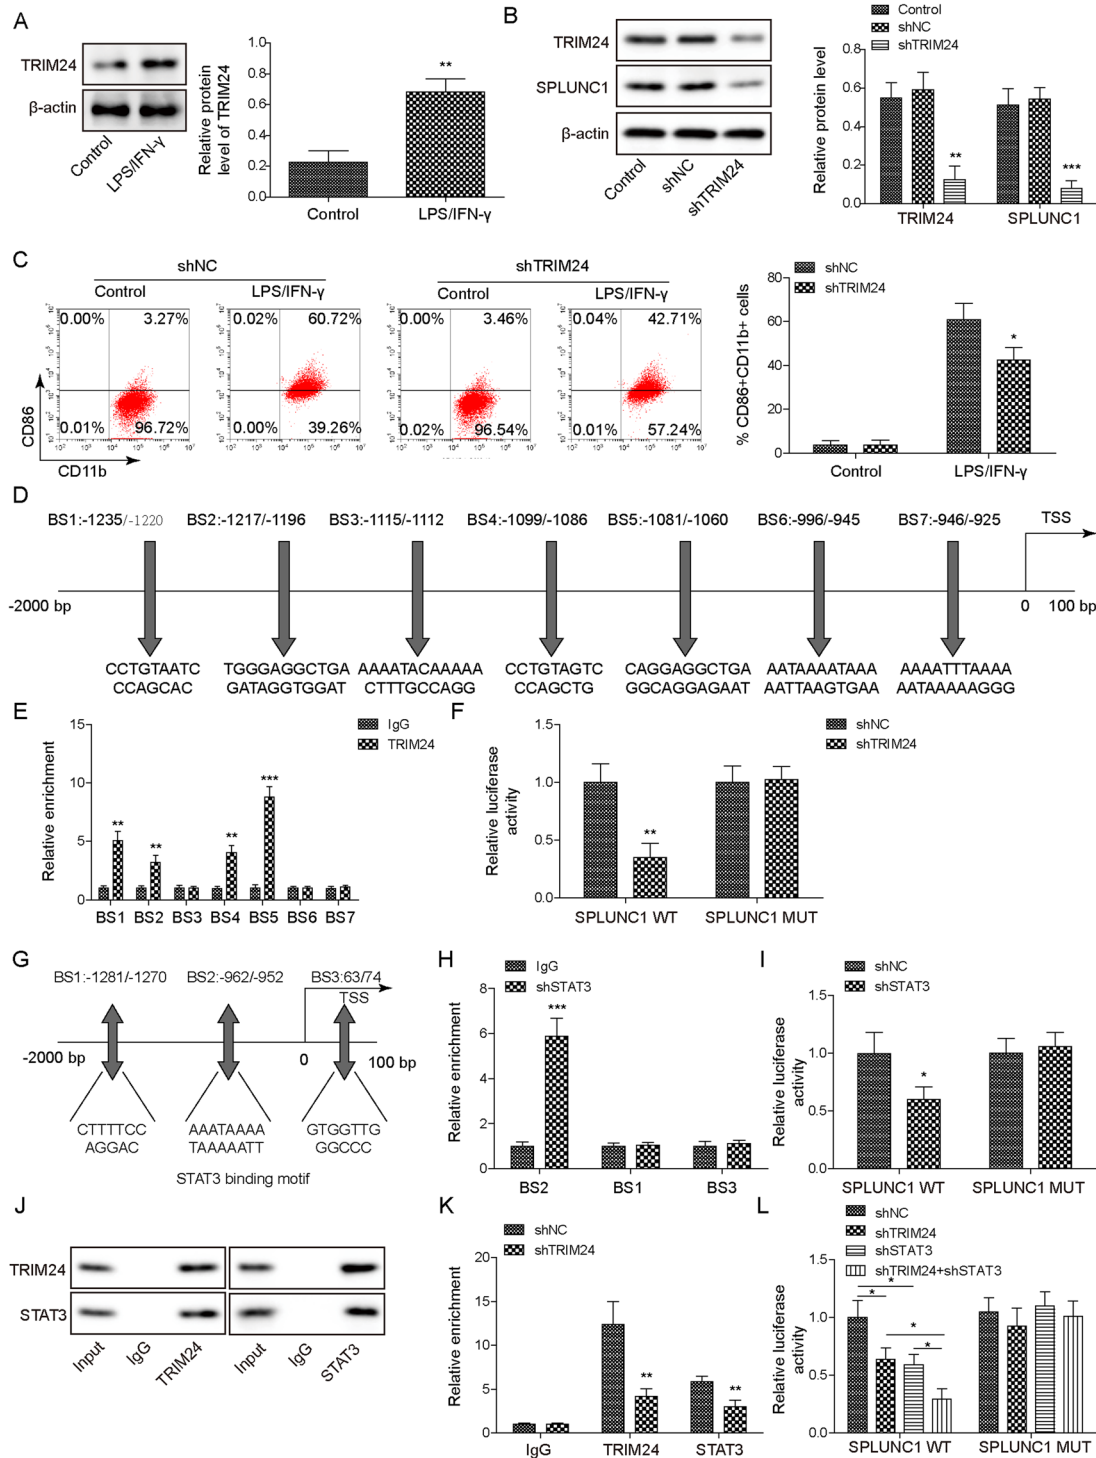 A
TRIM24
β-actin
Control
LPS/IFN-γ
Relative protein
level of TRIM24
1.0
0.8
0.6
0.4
0.2
0.0
**
Control
LPS/IFN-γ
B
TRIM24
SPLUNC1
β-actin
Control
shNC
shTRIM24
Control
shNC
shTRIM24
Relative protein level
0.8
0.6
0.4
0.2
0.0
**
***
TRIM24
SPLUNC1
C
shNC
shTRIM24
Control
LPS/IFN-γ
Control
LPS/IFN-γ
0.00%
3.27%
0.01%
96.72%
0.02%
60.72%
0.00%
39.26%
0.00%
3.46%
0.02%
96.54%
0.04%
42.71%
0.01%
57.24%
CD86
CD11b
shNC
shTRIM24
% CD86+CD11b+ cells
80
60
40
20
0
*
Control
LPS/IFN-γ
D
BS1:-1235/-1220
BS2:-1217/-1196
BS3:-1115/-1112
BS4:-1099/-1086
BS5:-1081/-1060
BS6:-996/-945
BS7:-946/-925
TSS
-2000 bp
0
100 bp
CCTGTAATC
CCAGCAC
TGGGAGGCTGA
GATAGGTGGAT
AAAATACAAAAA
CTTTGCCAGG
CCTGTAGTC
CCAGCTG
CAGGAGGCTGA
GGCAGGAGAAT
AATAAAATAAA
AATTAAGTGAA
AAAATTTAAAA
AATAAAAAGGG
E
IgG
TRIM24
Relative enrichment
15
10
5
0
**
**
**
***
BS1
BS2
BS3
BS4
BS5
BS6
BS7
F
shNC
shTRIM24
Relative luciferase
activity
1.5
1.0
0.5
0.0
**
SPLUNC1 WT
SPLUNC1 MUT
G
BS1:-1281/-1270
BS2:-962/-952
BS3:63/74
TSS
-2000 bp
0
100 bp
CTTTTCC
AGGAC
AAATAAAA
TAAAAATT
GTGGTTG
GGCCC
STAT3 binding motif
H
IgG
shSTAT3
Relative enrichment
8
6
4
2
0
***
BS2
BS1
BS3
I
shNC
shSTAT3
Relative luciferase
activity
1.5
1.0
0.5
0.0
*
SPLUNC1 WT
SPLUNC1 MUT
J
TRIM24
STAT3
Input
IgG
TRIM24
Input
IgG
STAT3
K
shNC
shTRIM24
Relative enrichment
20
15
10
5
0
**
**
IgG
TRIM24
STAT3
L
shNC
shTRIM24
shSTAT3
shTRIM24+shSTAT3
Relative luciferase
activity
1.5
1.0
0.5
0.0
*
*
*
*
SPLUNC1 WT
SPLUNC1 MUT